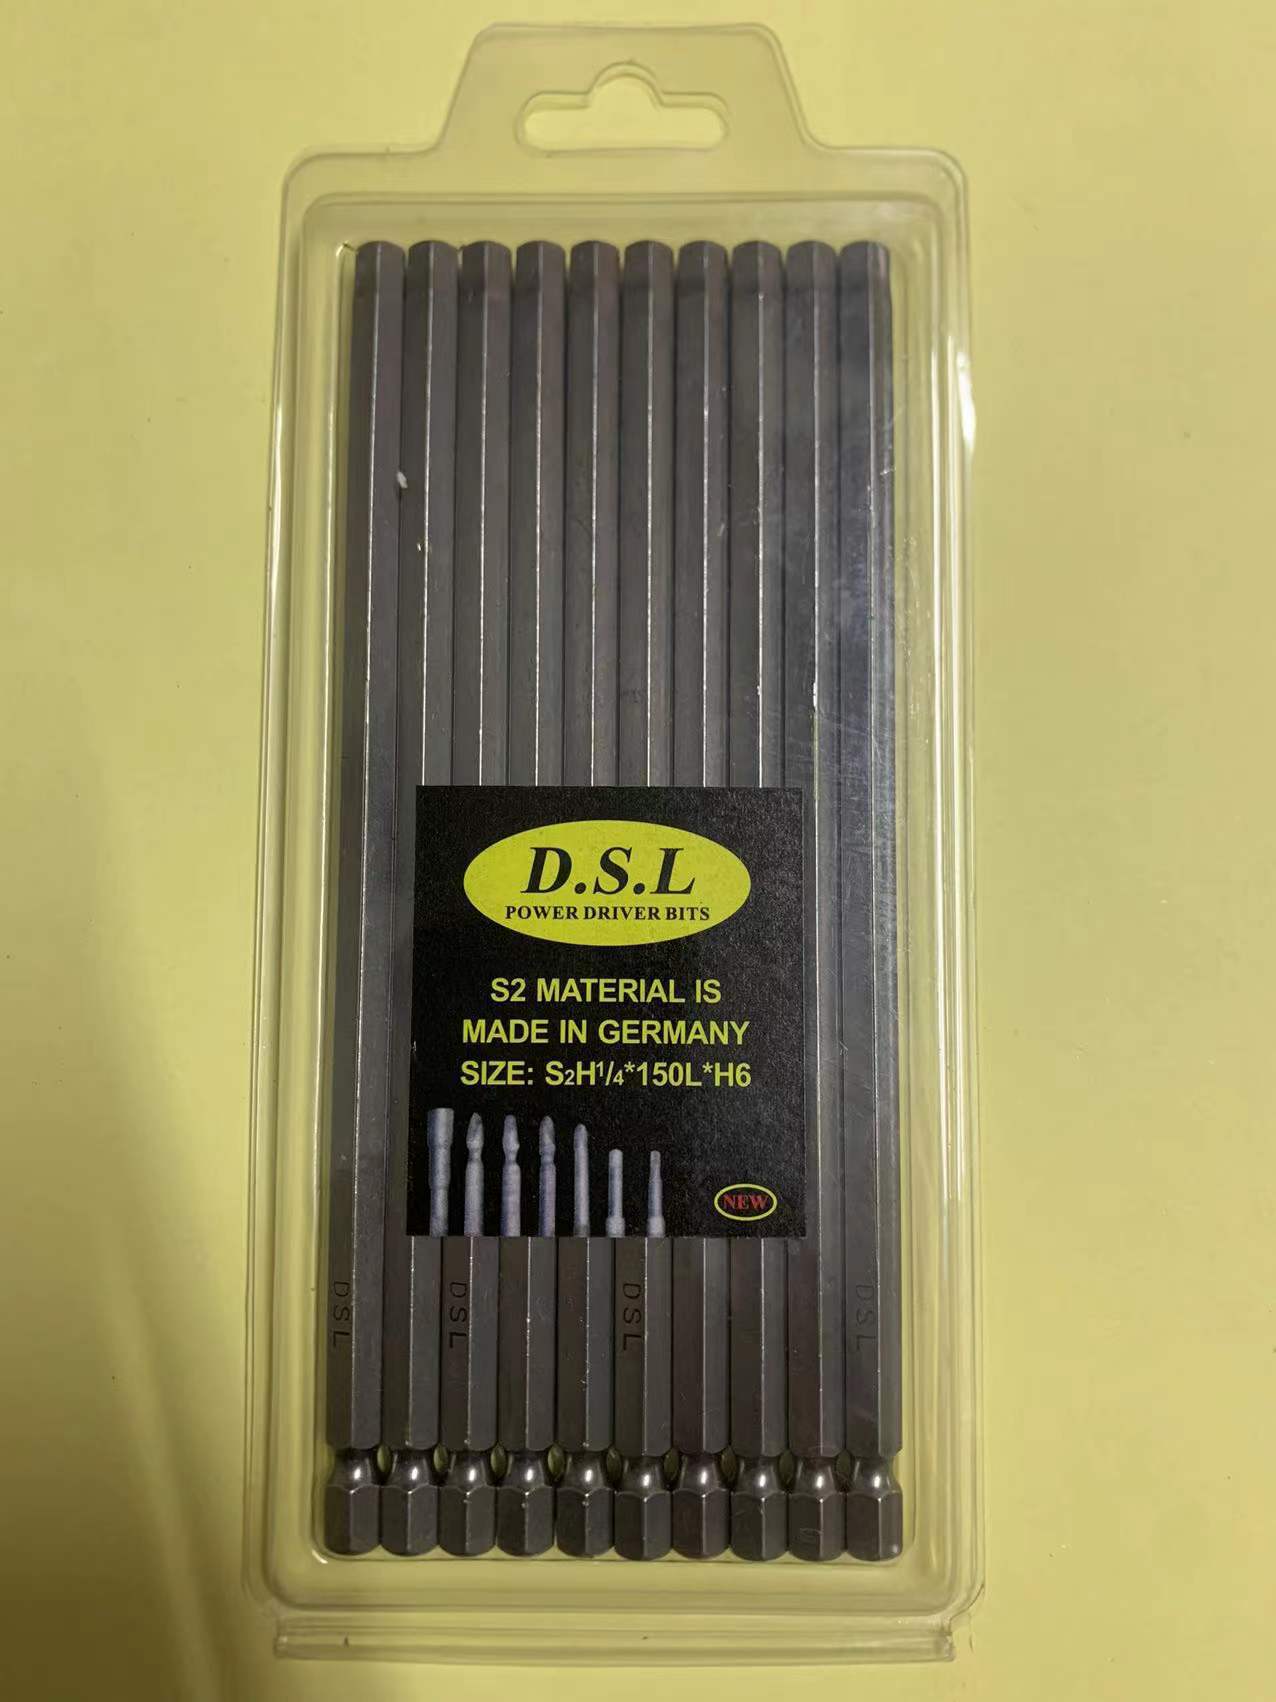 D.S.L
POWER DRIVER BITS
S2 MATERIAL IS
MADE IN GERMANY
SIZE: S2H1/4*150L*H6
NEW
DSL
DSL
DSL
DSL